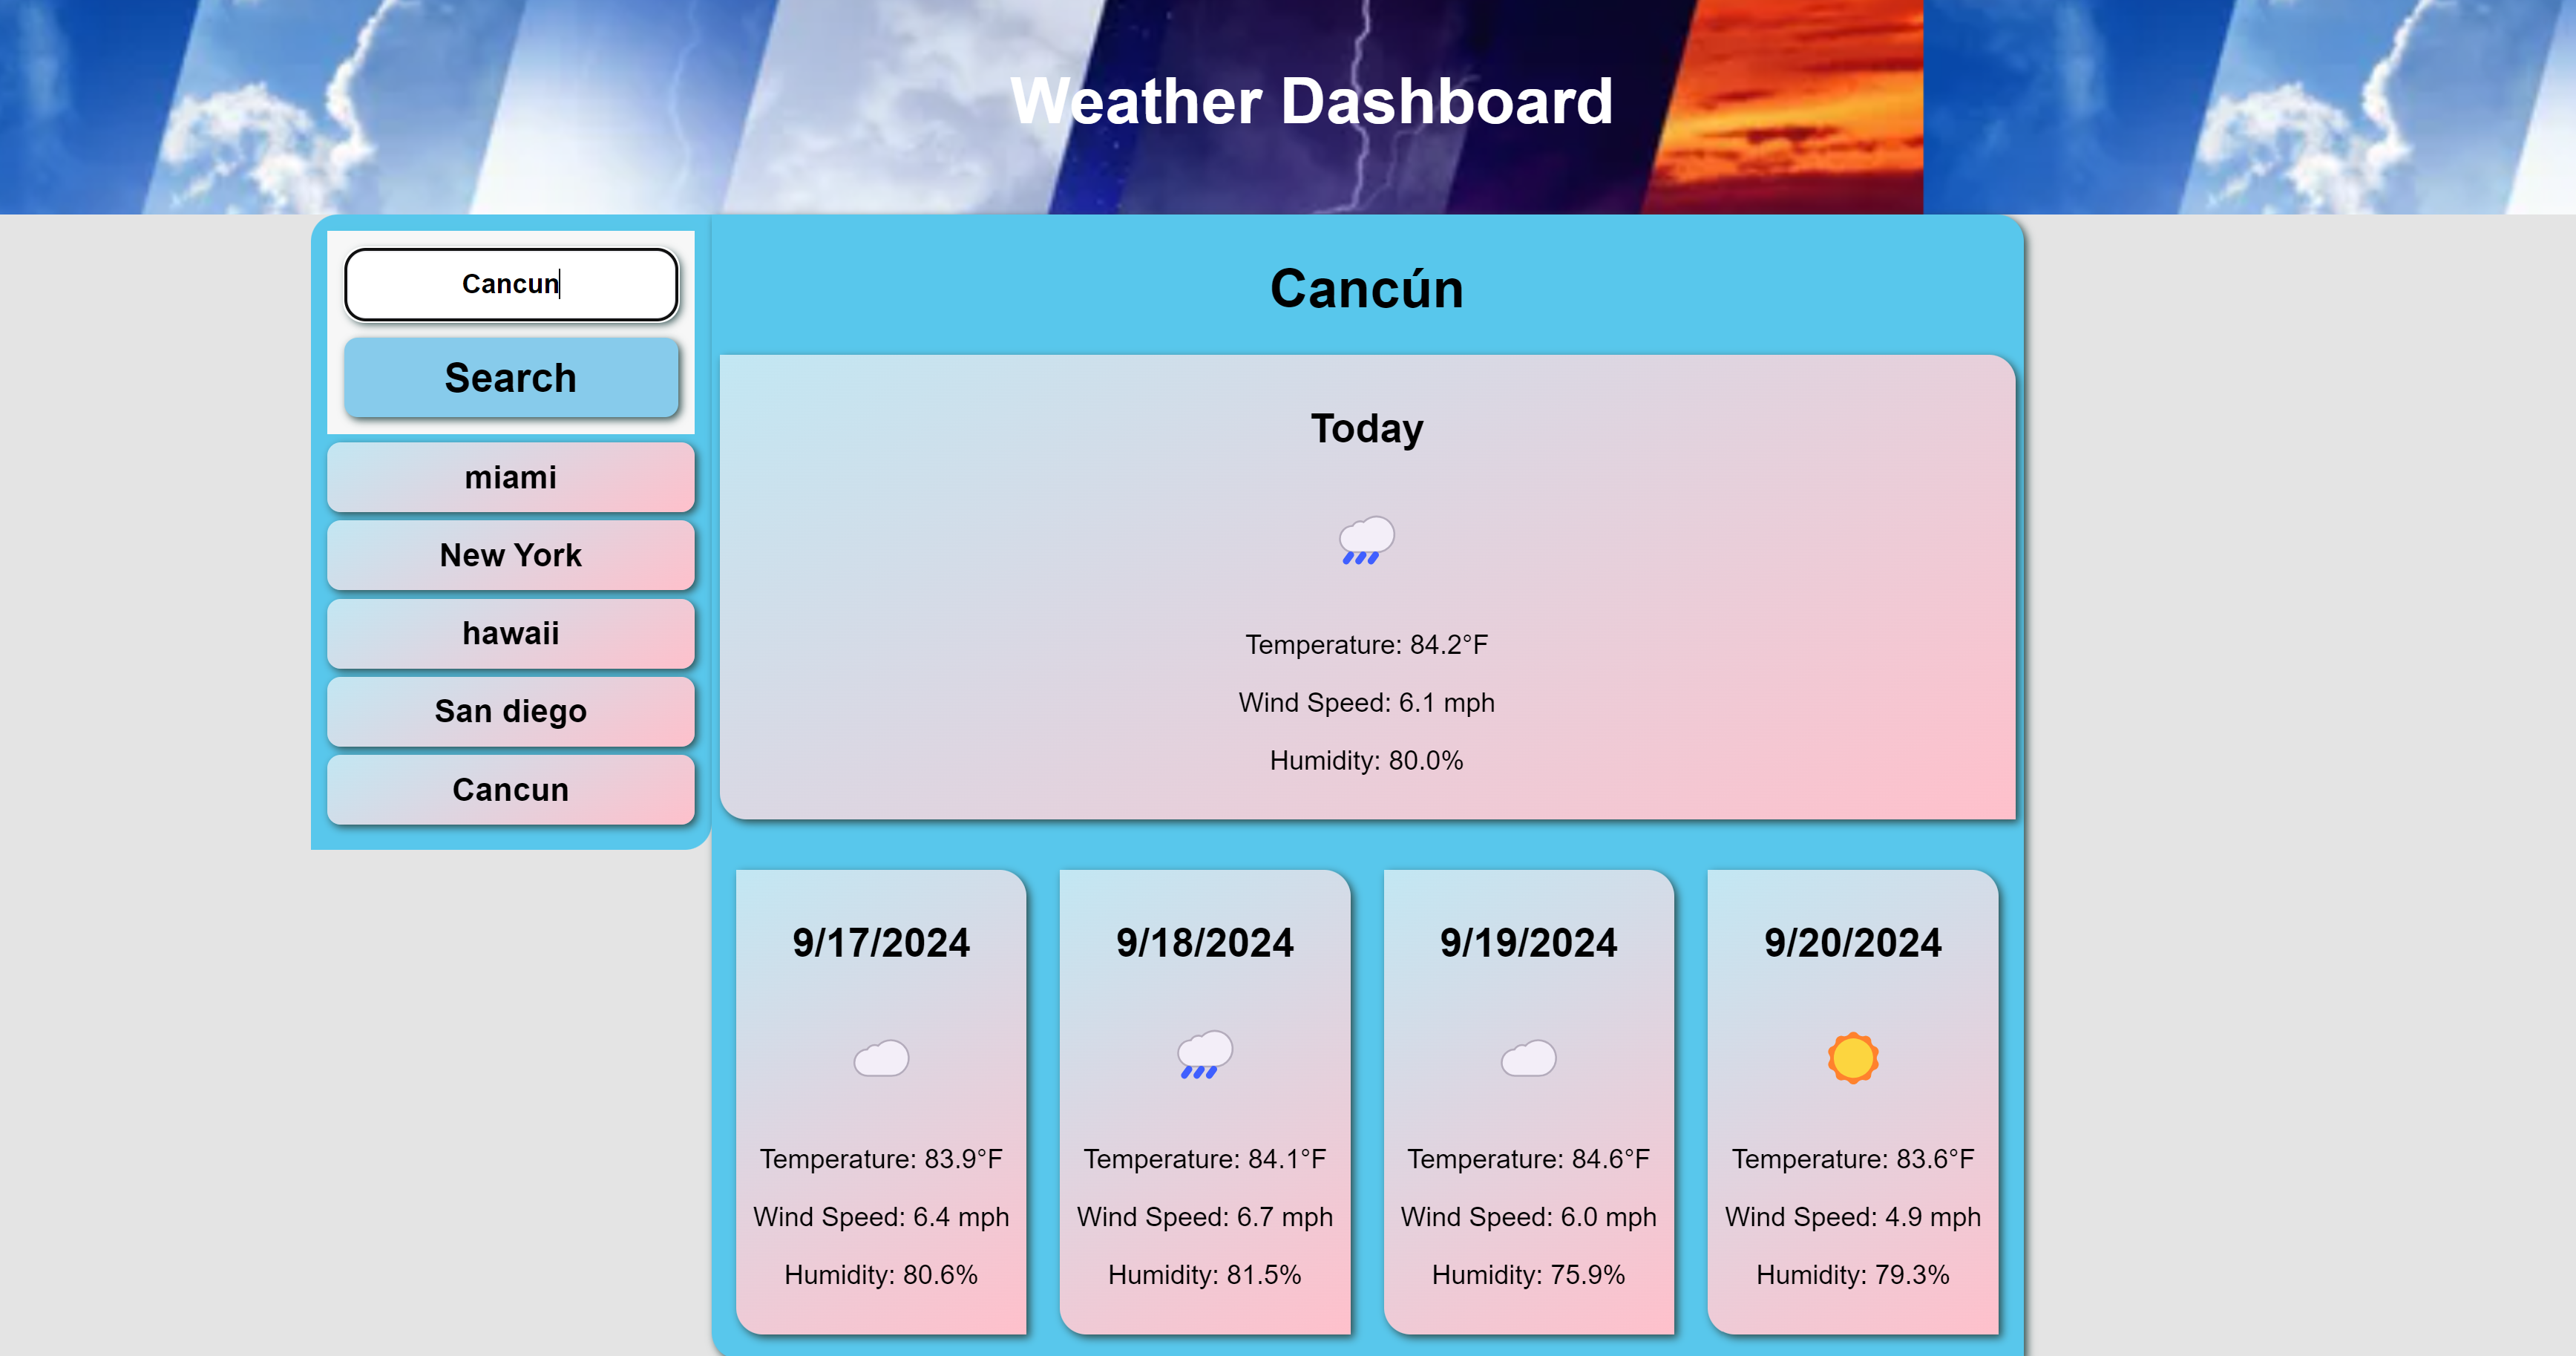 Weather Dashboard
Cancun
Search
miami
New York
hawaii
San diego
Cancun
Cancún
Today
Temperature: 84.2°F
Wind Speed: 6.1 mph
Humidity: 80.0%
9/17/2024
Temperature: 83.9°F
Wind Speed: 6.4 mph
Humidity: 80.6%
9/18/2024
Temperature: 84.1°F
Wind Speed: 6.7 mph
Humidity: 81.5%
9/19/2024
Temperature: 84.6°F
Wind Speed: 6.0 mph
Humidity: 75.9%
9/20/2024
Temperature: 83.6°F
Wind Speed: 4.9 mph
Humidity: 79.3%